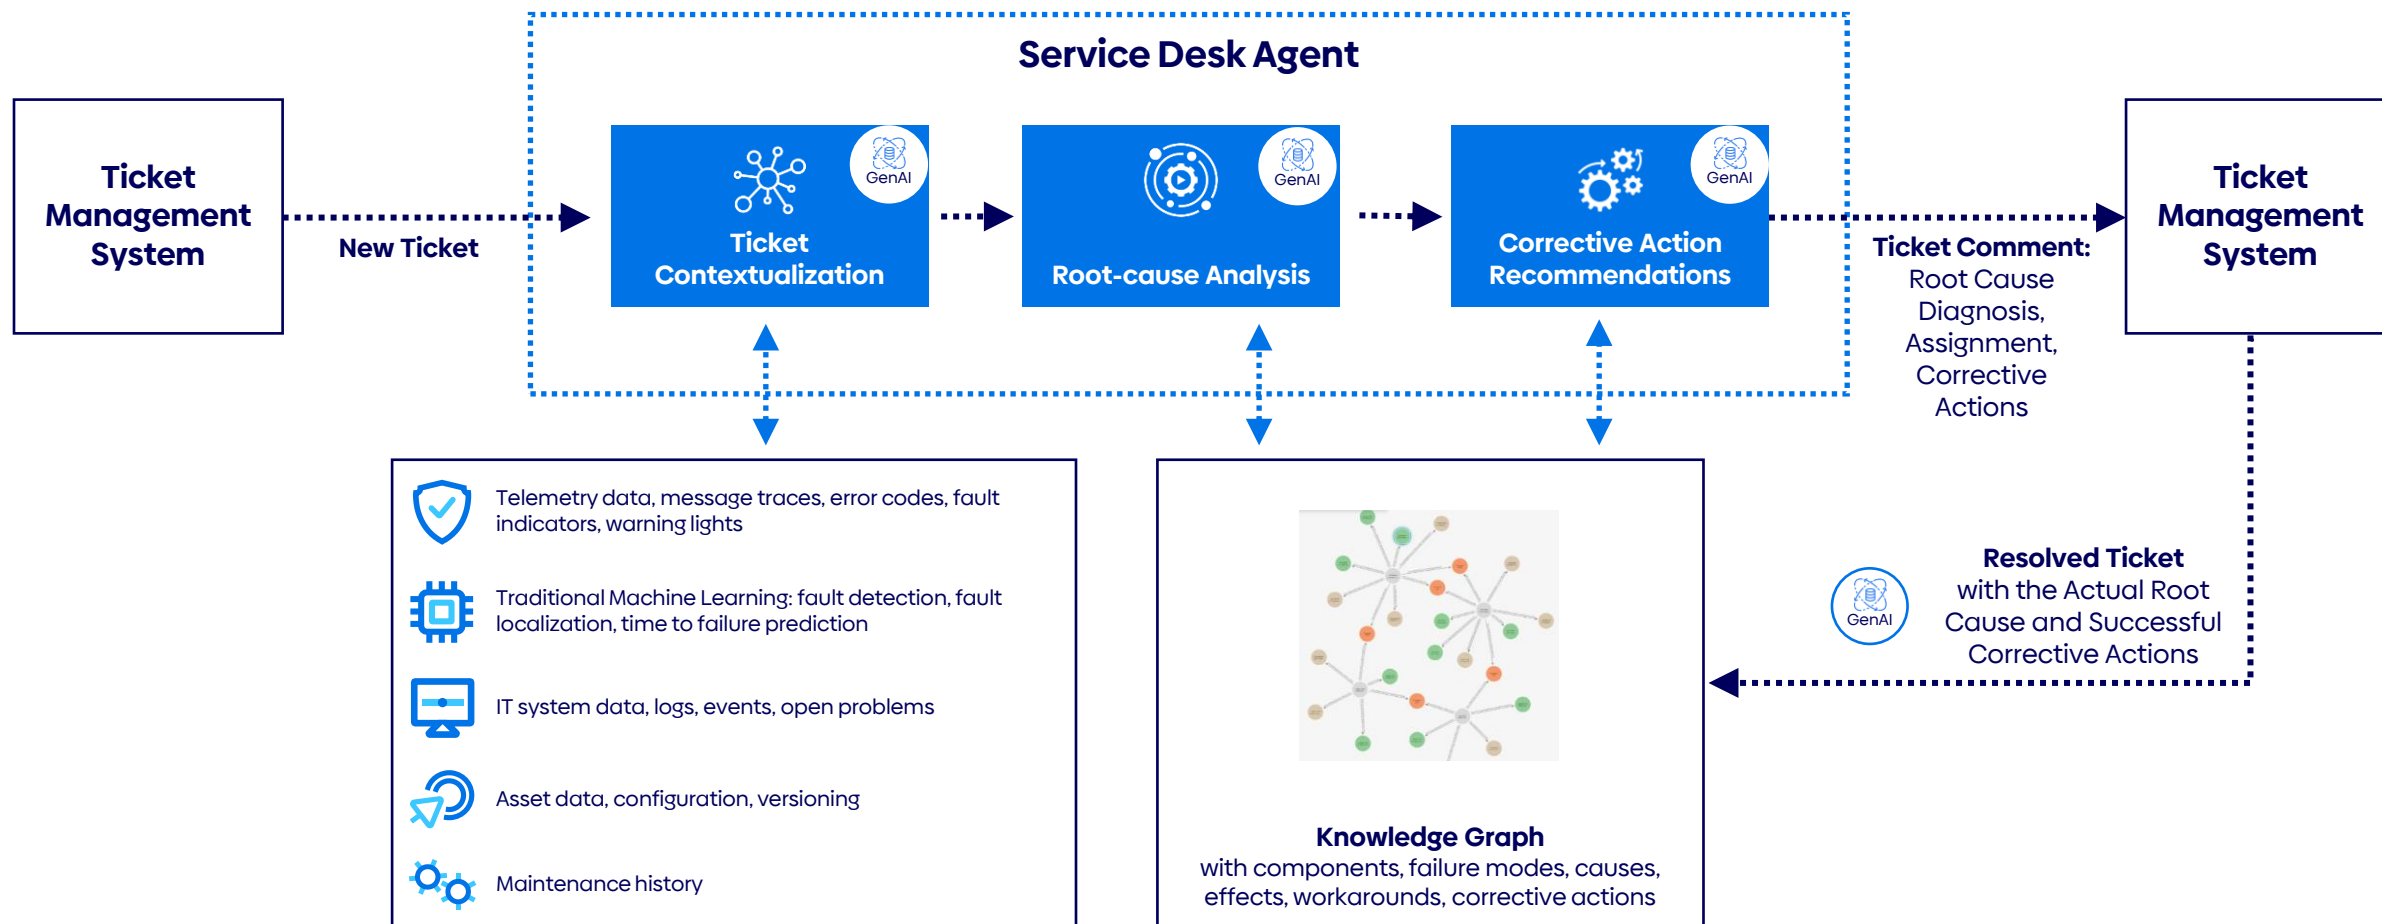 Service Desk Agent
Ticket
Management
System
New Ticket
GenAI
Ticket
Contextualization
GenAI
Root-cause Analysis
GenAI
Corrective Action
Recommendations
Ticket Comment:
Root Cause
Diagnosis,
Assignment,
Corrective
Actions
Ticket
Management
System
Telemetry data, message traces, error codes, fault
indicators, warning lights
Traditional Machine Learning: fault detection, fault
localization, time to failure prediction
IT system data, logs, events, open problems
Asset data, configuration, versioning
Maintenance history
Knowledge Graph
with components, failure modes, causes,
effects, workarounds, corrective actions
GenAI
Resolved Ticket
with the Actual Root
Cause and Successful
Corrective Actions